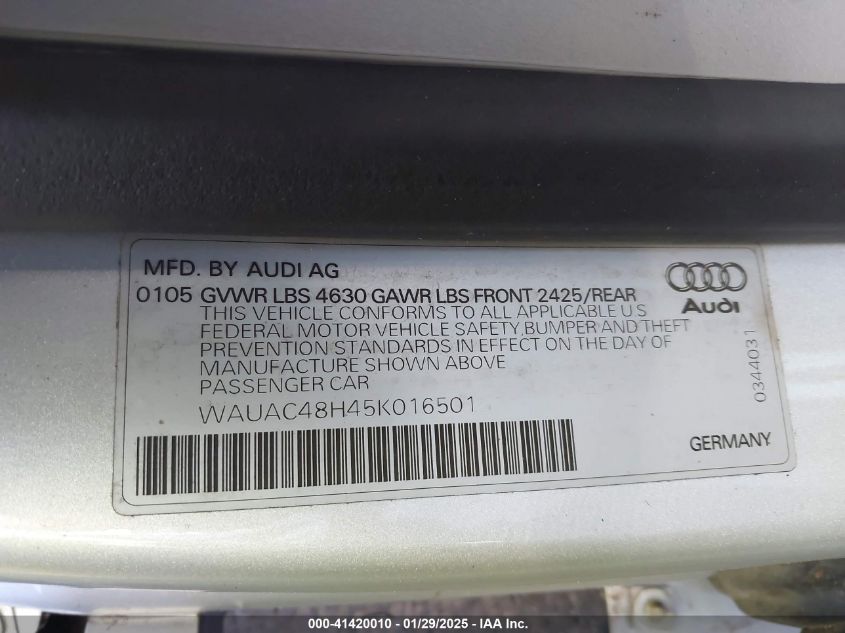 MFD. BY AUDI AG
0105 GVWR LBS 4630 GAWR LBS FRONT 2425/REAR
THIS VEHICLE CONFORMS TO ALL APPLICABLE U S
FEDERAL MOTOR VEHICLE SAFETY, BUMPER AND THEFT
PREVENTION STANDARDS IN EFFECT ON THE DAY OF
MANUFACTURE SHOWN ABOVE
PASSENGER CAR
WAUAC48H45K016501
Audi
0344031
GERMANY
000-41420010 - 01/29/2025 - IAA Inc.